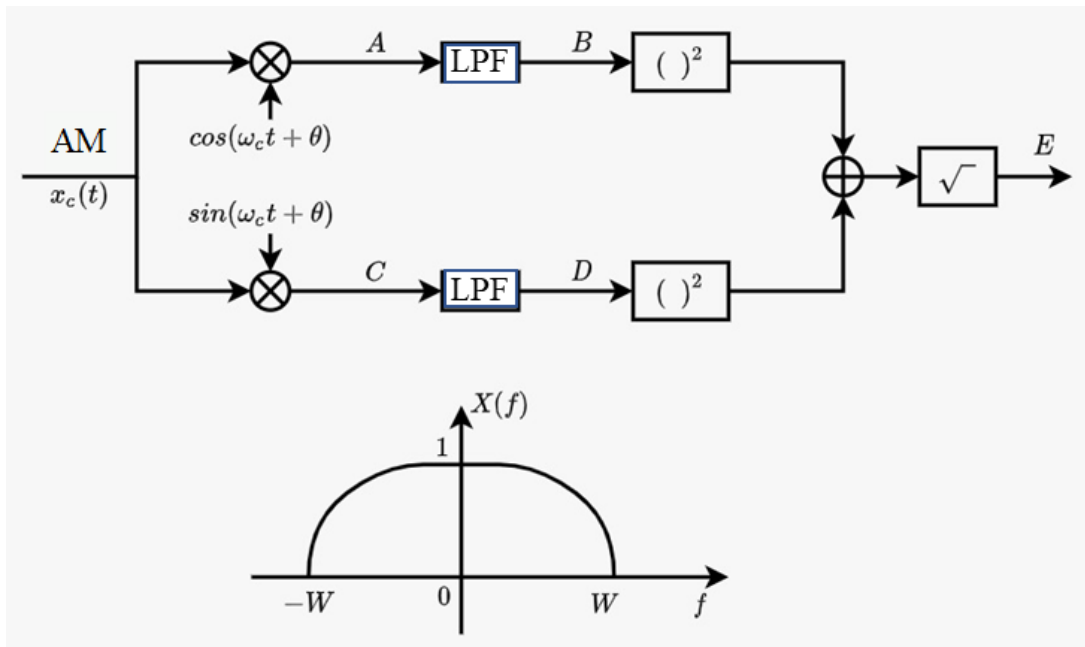 A
LPF
B
( )²
cos(ω_c t + θ)
AM
x_c(t)
E
√
sin(ω_c t + θ)
C
LPF
D
( )²
X(f)
1
−W
0
W
f